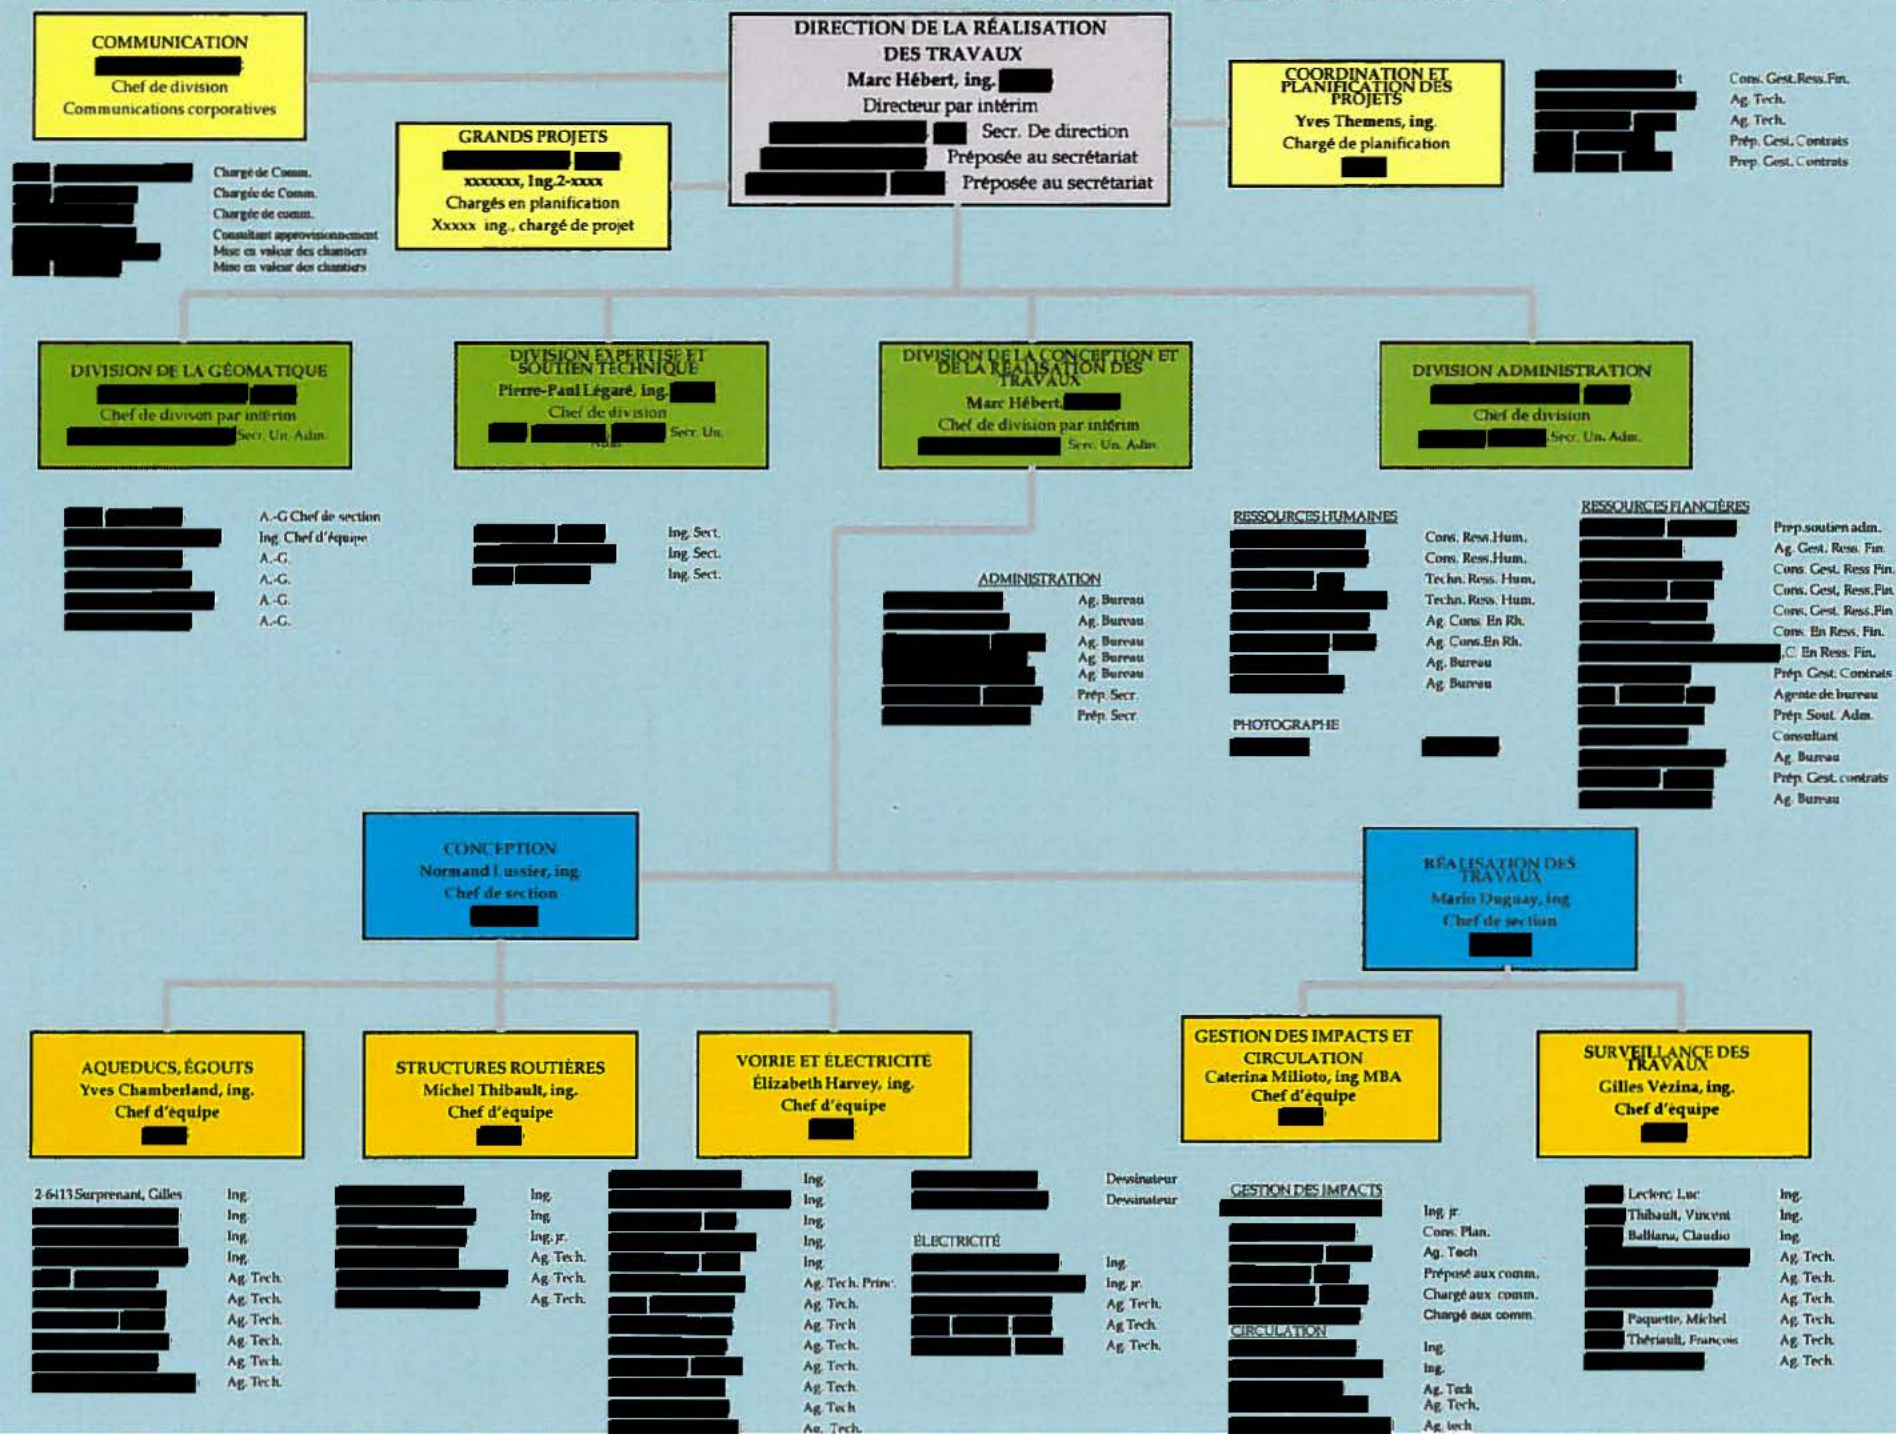 COMMUNICATION
Chef de division
Communications corporatives
Chargé de Comm.
Chargée de Comm.
Chargée de comm.
Consultant approvisionnement
Mise en valeur des chantiers
Mise en valeur des chantiers
GRANDS PROJETS
xxxxxxx, Ing.2-xxxx
Chargés en planification
Xxxxx ing., chargé de projet
DIRECTION DE LA RÉALISATION
DES TRAVAUX
Marc Hébert, ing.
Directeur par intérim
Secr. De direction
Préposée au secrétariat
Préposée au secrétariat
COORDINATION ET
PLANIFICATION DES
PROJETS
Yves Themens, ing.
Chargé de planification
Cons. Gest.Ress.Fin.
Ag. Tech.
Ag. Tech.
Prép. Gest. Contrats
Prep. Gest. Contrats
DIVISION DE LA GÉOMATIQUE
Chef de divison par intérim
Secr. Un. Adm.
A.-G Chef de section
Ing. Chef d'équipe
A.-G.
A.-G.
A.-G.
A.-G.
DIVISION EXPERTISE ET
SOUTIEN TECHNIQUE
Pierre-Paul Légaré, ing.
Chef de division
Secr. Un.
Ing. Sect.
Ing. Sect.
Ing. Sect.
DIVISION DE LA CONCEPTION ET
DE LA RÉALISATION DES
TRAVAUX
Marc Hébert,
Chef de division par intérim
Secr. Un. Adm.
ADMINISTRATION
Ag. Bureau
Ag. Bureau
Ag. Bureau
Ag. Bureau
Ag. Bureau
Prép. Secr.
Prép. Secr
DIVISION ADMINISTRATION
Chef de division
Secr. Un. Adm.
RESSOURCES HUMAINES
Cons. Ress.Hum.
Cons. Ress.Hum.
Techn. Ress. Hum.
Techn. Ress. Hum.
Ag. Cons. En Rh.
Ag. Cons.En Rh.
Ag. Bureau
Ag. Bureau
PHOTOGRAPHE
RESSOURCES FIANCIÈRES
Prep.soutien adm.
Ag. Gest. Ress. Fin.
Cons. Gest. Ress Fin.
Cons. Gest. Ress.Fin
Cons. Gest. Ress.Fin
Cons. En Ress. Fin.
,C En Ress. Fin.
Prép. Gest. Contrats
Agente de bureau
Prép. Sout. Adm.
Consultant
Ag. Bureau
Prép. Gest. contrats
Ag. Bureau
CONCEPTION
Normand Lussier, ing.
Chef de section
RÉALISATION DES
TRAVAUX
Mario Duguay, ing
Chef de section
AQUEDUCS, ÉGOUTS
Yves Chamberland, ing.
Chef d'équipe
2-6413 Surprenant, Gilles Ing.
Ing.
Ing.
Ing.
Ag. Tech.
Ag. Tech.
Ag. Tech.
Ag. Tech.
Ag. Tech.
Ag. Tech.
STRUCTURES ROUTIÈRES
Michel Thibault, ing.
Chef d'équipe
Ing.
Ing.
Ing. jr.
Ag. Tech.
Ag. Tech.
Ag. Tech.
VOIRIE ET ÉLECTRICITÉ
Élizabeth Harvey, ing.
Chef d'équipe
Ing.
Ing.
Ing.
Ing.
Ing.
Ag. Tech. Princ.
Ag. Tech.
Ag. Tech
Ag. Tech.
Ag. Tech.
Ag. Tech.
Ag. Tech
Ag. Tech.
Dessinateur
Dessinateur
ÉLECTRICITÉ
Ing.
Ing. jr.
Ag. Tech.
Ag. Tech.
Ag. Tech.
GESTION DES IMPACTS ET
CIRCULATION
Caterina Milioto, ing MBA
Chef d'équipe
GESTION DES IMPACTS
Ing. jr.
Cons. Plan.
Ag. Tech
Préposé aux comm.
Chargé aux comm.
Chargé aux comm.
CIRCULATION
Ing.
Ing.
Ag. Tech
Ag. Tech.
Ag. tech
SURVEILLANCE DES
TRAVAUX
Gilles Vézina, ing.
Chef d'équipe
Leclerc, Luc Ing.
Thibault, Vincent Ing.
Balliana, Claudio Ing.
Ag. Tech.
Ag. Tech.
Ag. Tech.
Paquette, Michel Ag. Tech.
Thériault, François Ag. Tech.
Ag. Tech.